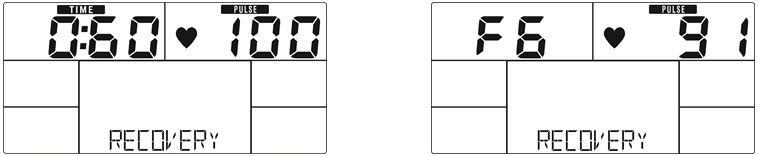 TIME PULSE
0:60 100
RECOVERY
PULSE
F6 91
RECOVERY